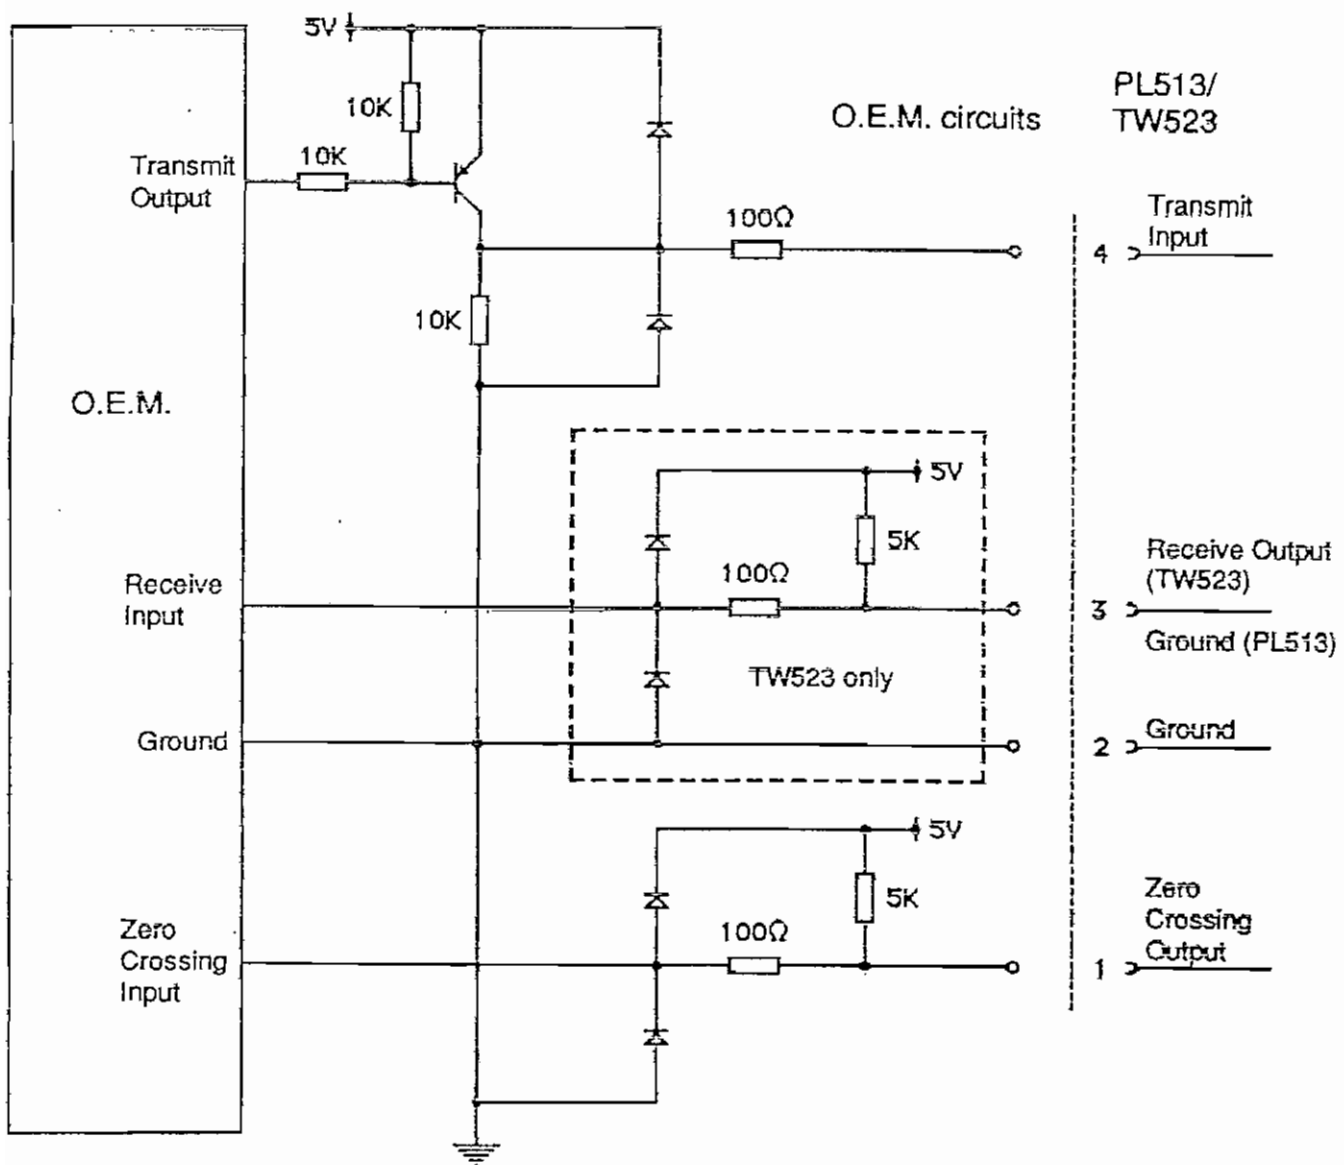 5V
PL513/
TW523
O.E.M. circuits
10K
10K
Transmit
Output
100Ω
Transmit
Input
4
10K
O.E.M.
5V
5K
Receive Output
(TW523)
Receive
Input
100Ω
3
Ground (PL513)
TW523 only
Ground
2
Ground
5V
5K
Zero
Crossing
Output
Zero
Crossing
Input
100Ω
1